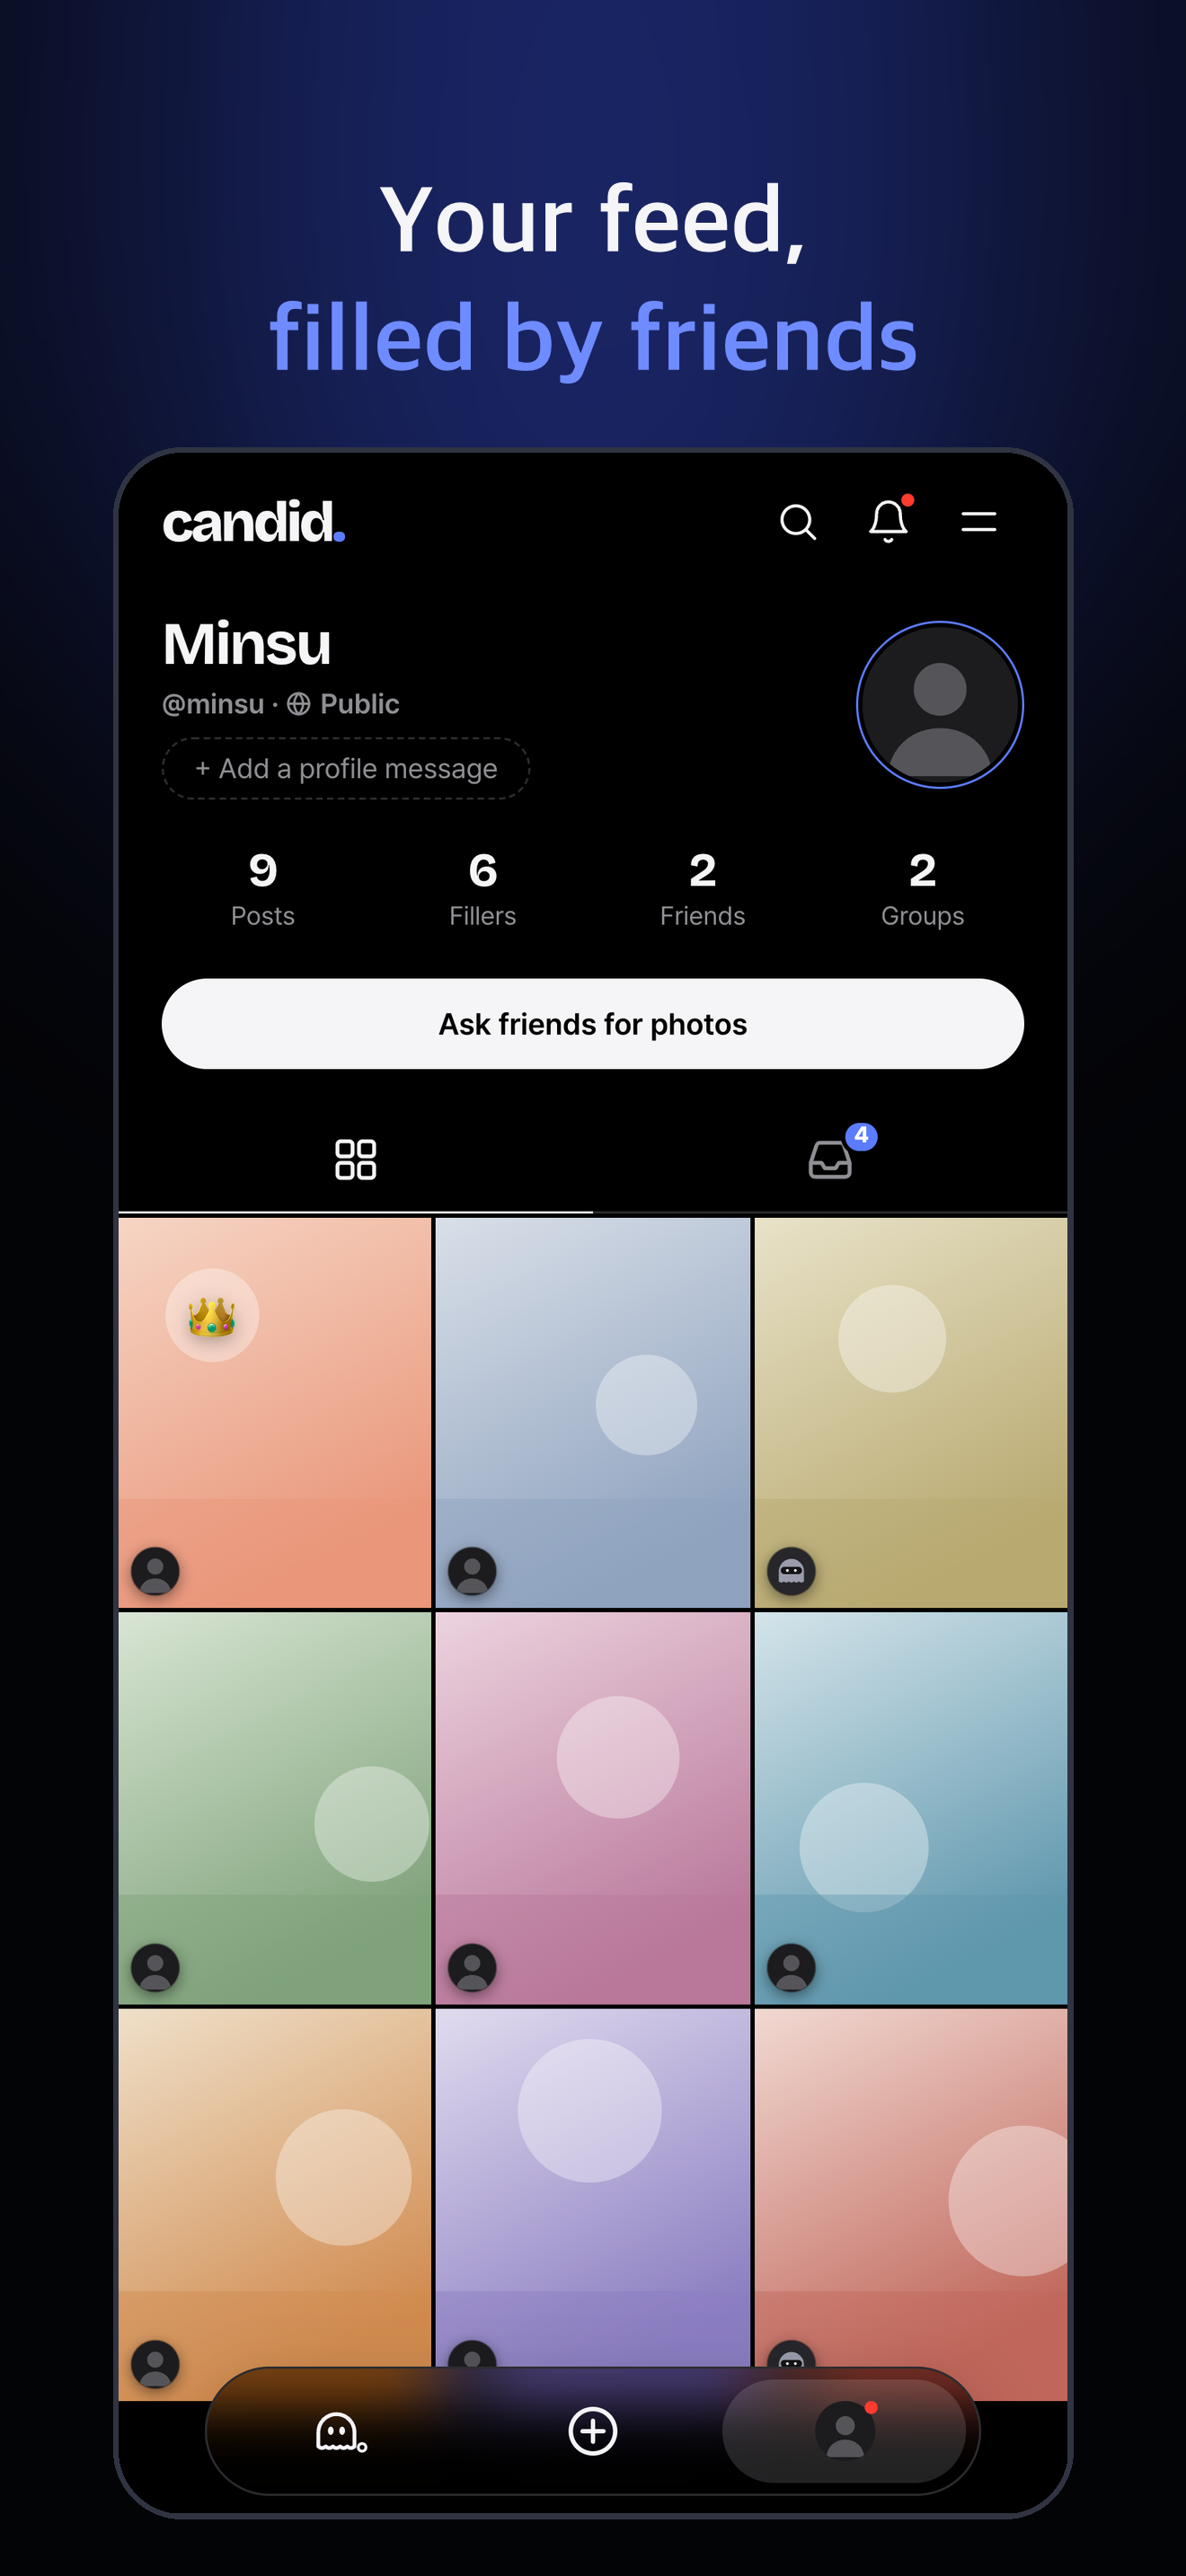 Your feed,
filled by friends
candid.
Minsu
@minsu · Public
+ Add a profile message
9 6 2 2
Posts Fillers Friends Groups
Ask friends for photos
4